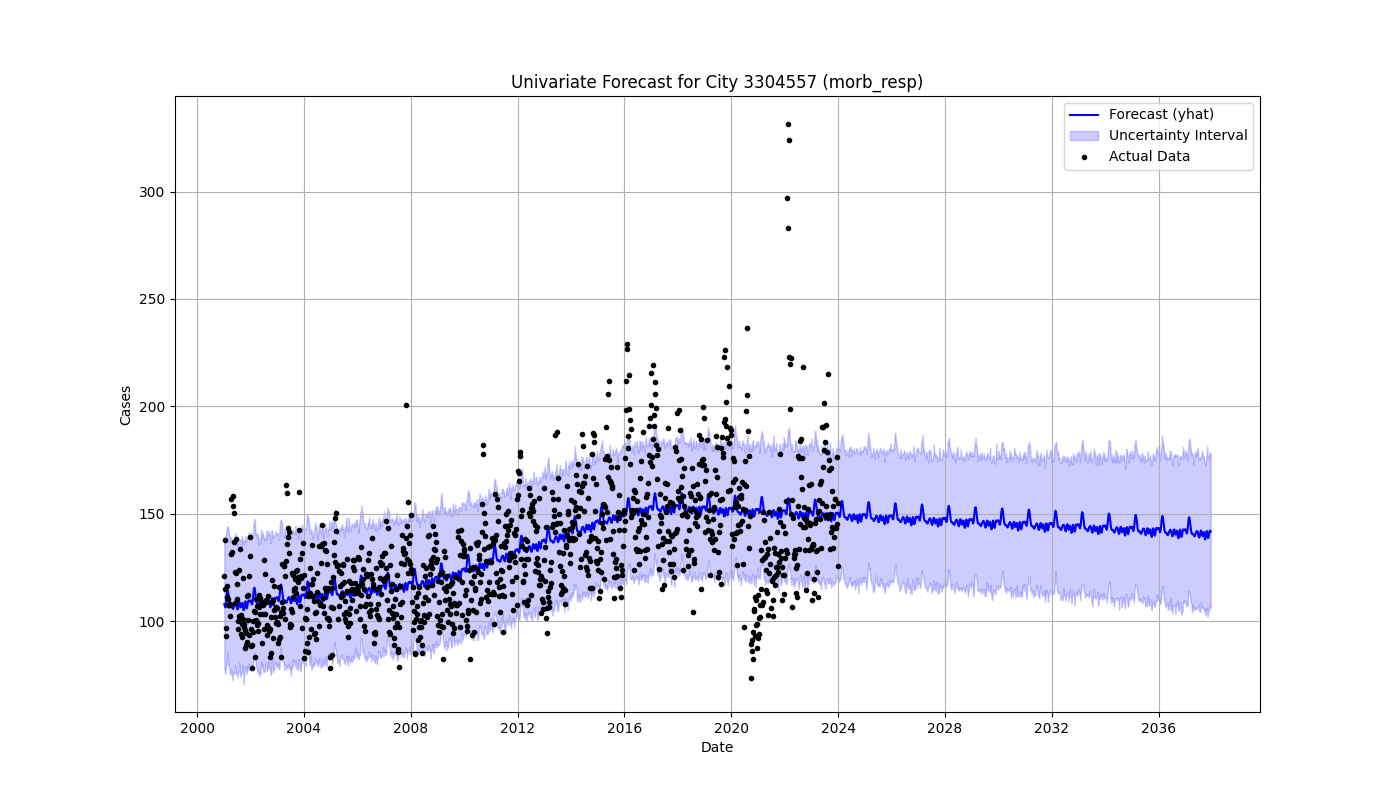 Univariate Forecast for City 3304557 (morb_resp)
Forecast (yhat)
Uncertainty Interval
Actual Data
300
250
200
150
100
Cases
2000 2004 2008 2012 2016 2020 2024 2028 2032 2036
Date